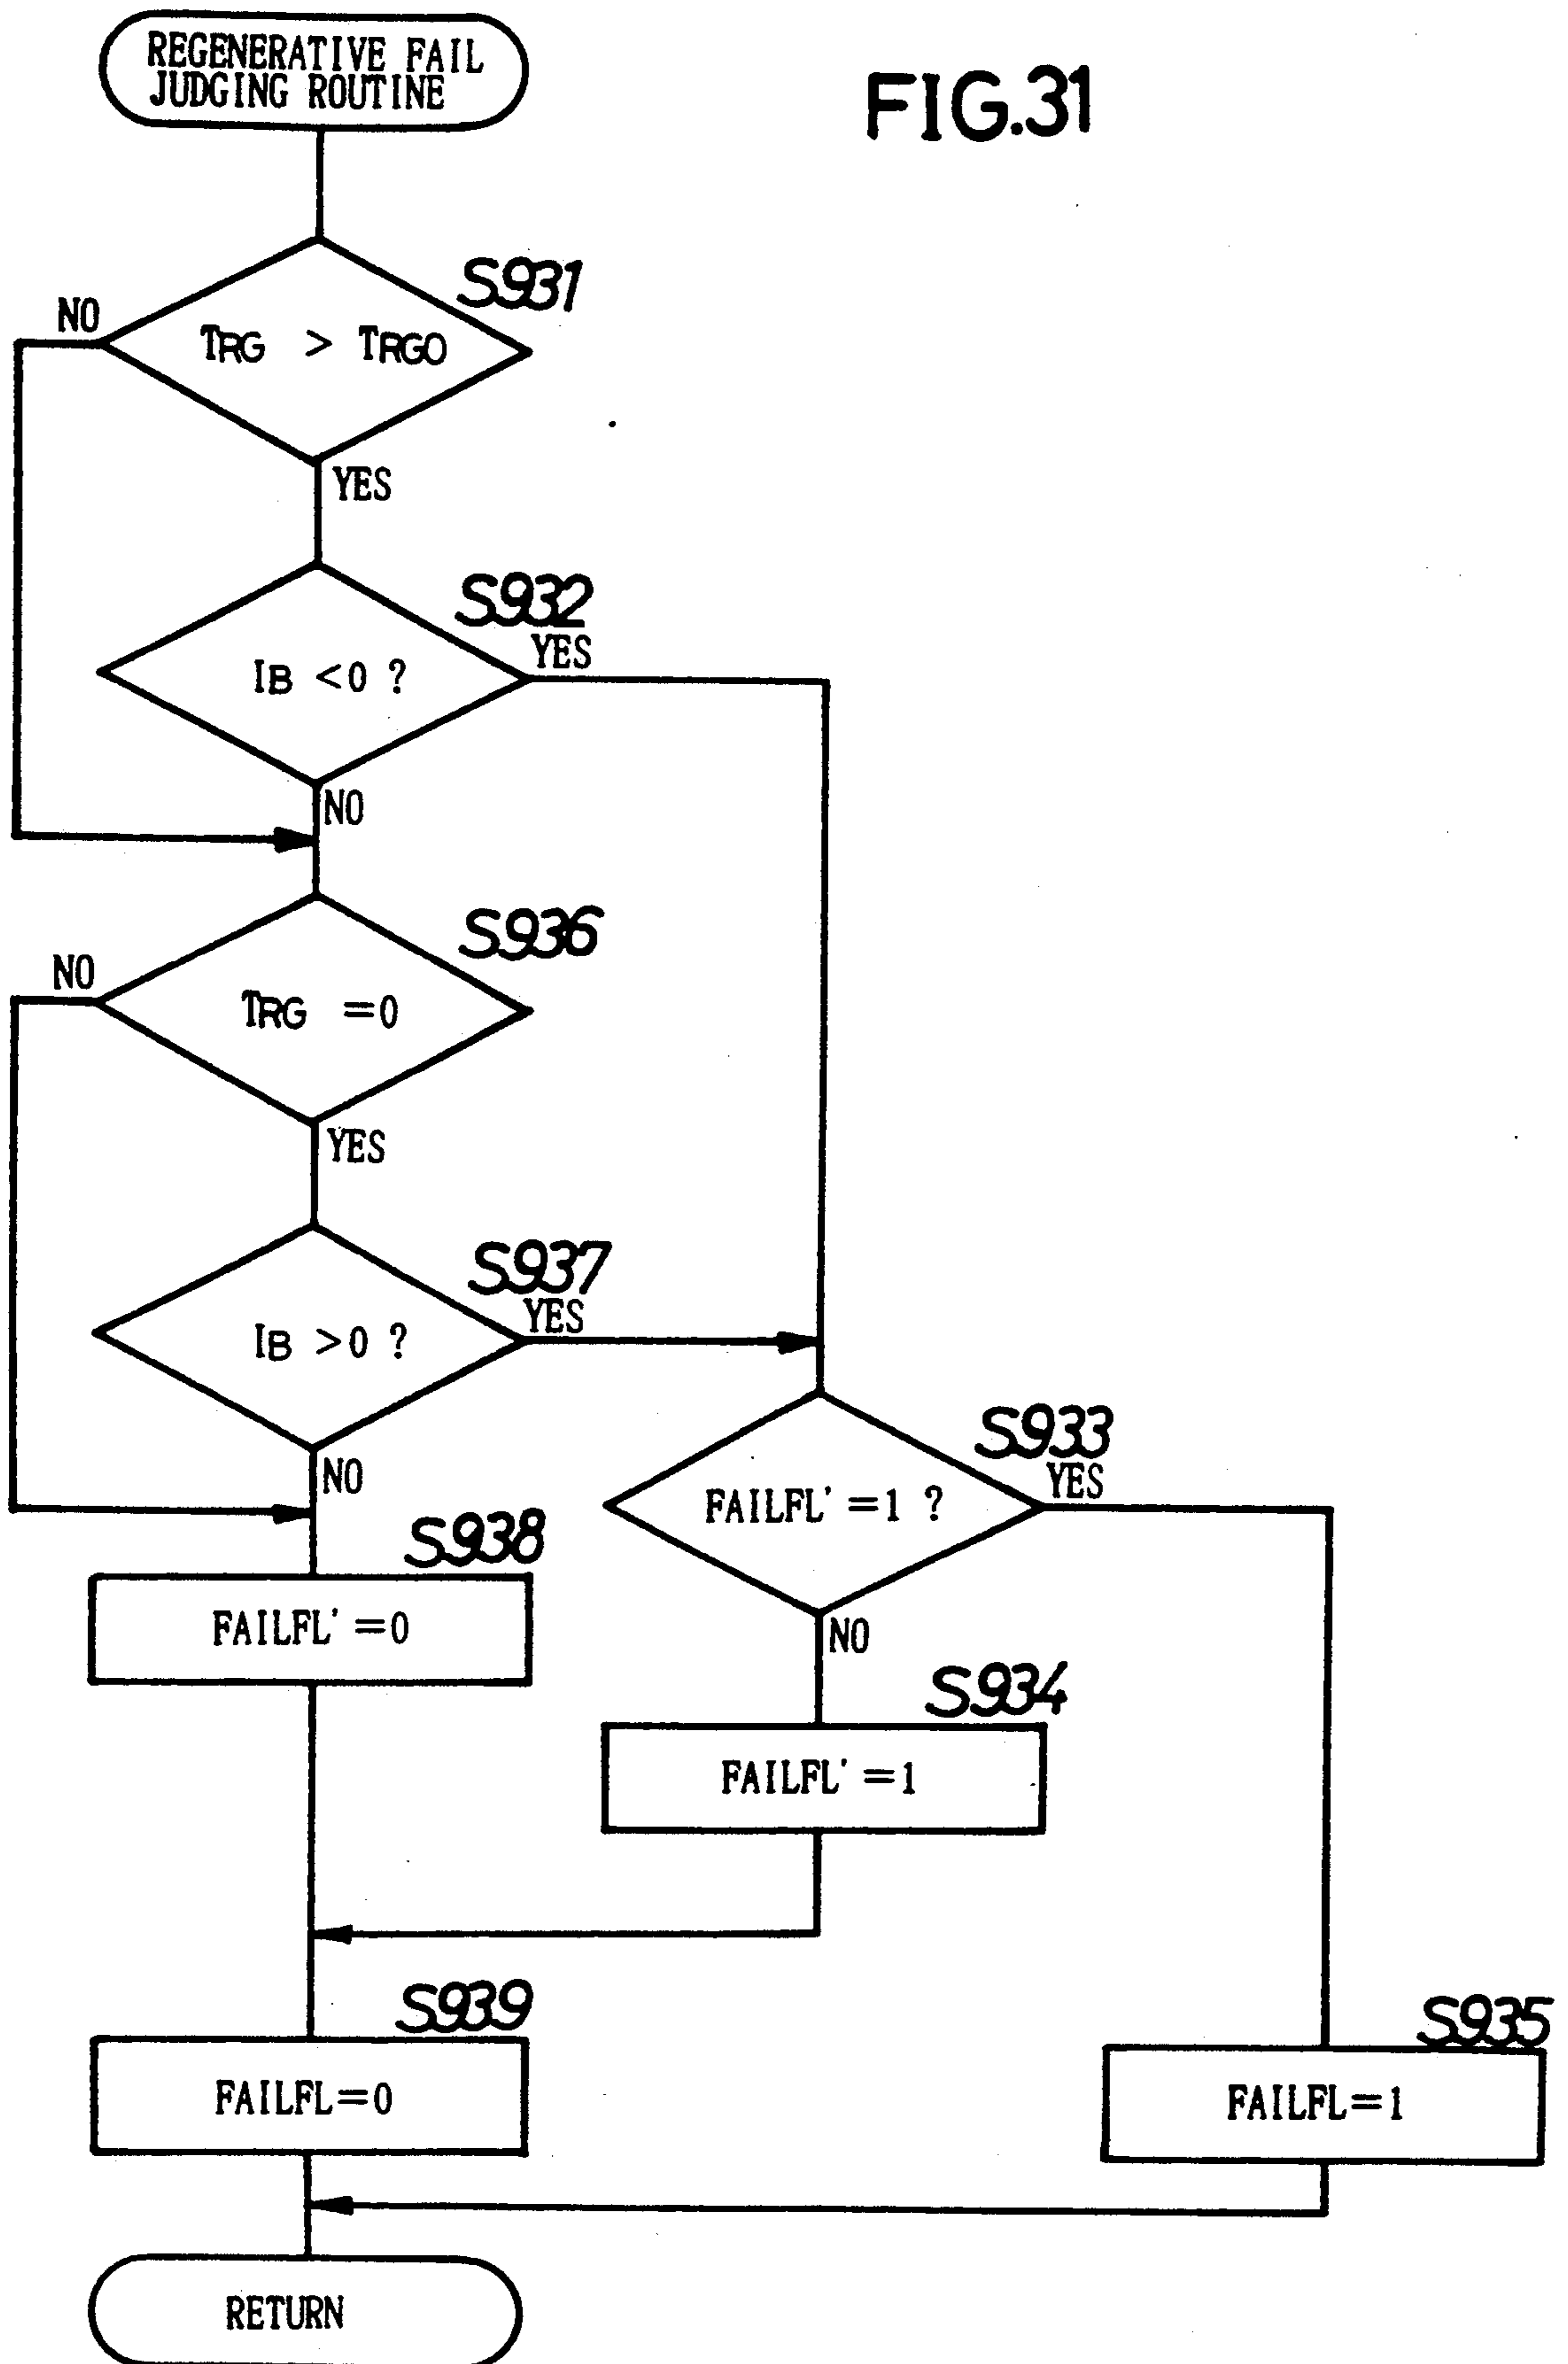 REGENERATIVE FAIL
JUDGING ROUTINE
FIG.31
S931
NO
TRG > TRGO
YES
S932
YES
IB <0 ?
NO
S936
NO
TRG =0
YES
S937
YES
IB >0 ?
NO
S933
YES
FAILFL' =1 ?
NO
S938
FAILFL' =0
S934
FAILFL' =1
S939
FAILFL=0
S935
FAILFL=1
RETURN